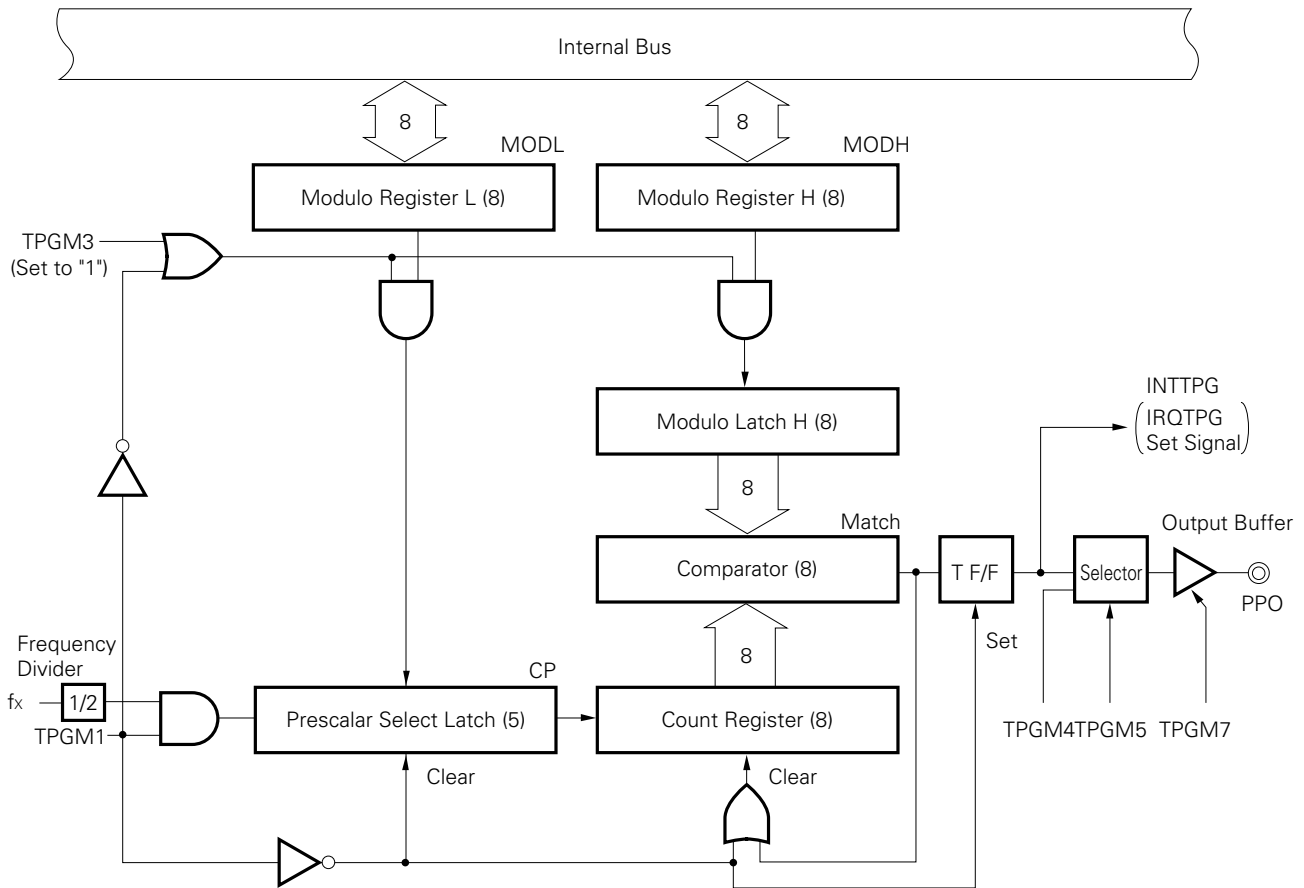 Internal Bus
8
8
MODL
MODH
Modulo Register L (8)
Modulo Register H (8)
TPGM3
(Set to "1")
INTTPG
IRQTPG
Set Signal
Modulo Latch H (8)
8
Match
Output Buffer
Comparator (8)
T F/F
Selector
PPO
Set
Frequency
Divider
8
CP
fx
1/2
Prescalar Select Latch (5)
Count Register (8)
TPGM1
TPGM4
TPGM5
TPGM7
Clear
Clear